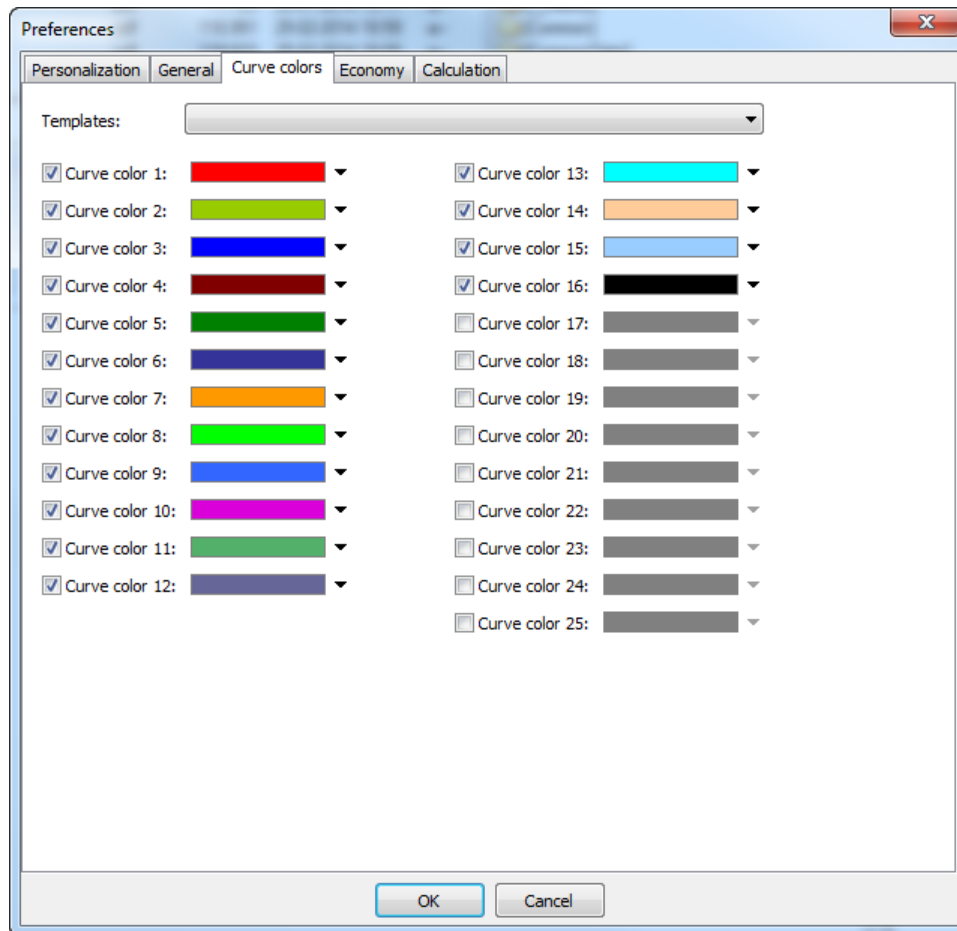 Preferences
Personalization General Curve colors Economy Calculation
Templates:
Curve color 1:
Curve color 2:
Curve color 3:
Curve color 4:
Curve color 5:
Curve color 6:
Curve color 7:
Curve color 8:
Curve color 9:
Curve color 10:
Curve color 11:
Curve color 12:
Curve color 13:
Curve color 14:
Curve color 15:
Curve color 16:
Curve color 17:
Curve color 18:
Curve color 19:
Curve color 20:
Curve color 21:
Curve color 22:
Curve color 23:
Curve color 24:
Curve color 25:
OK Cancel